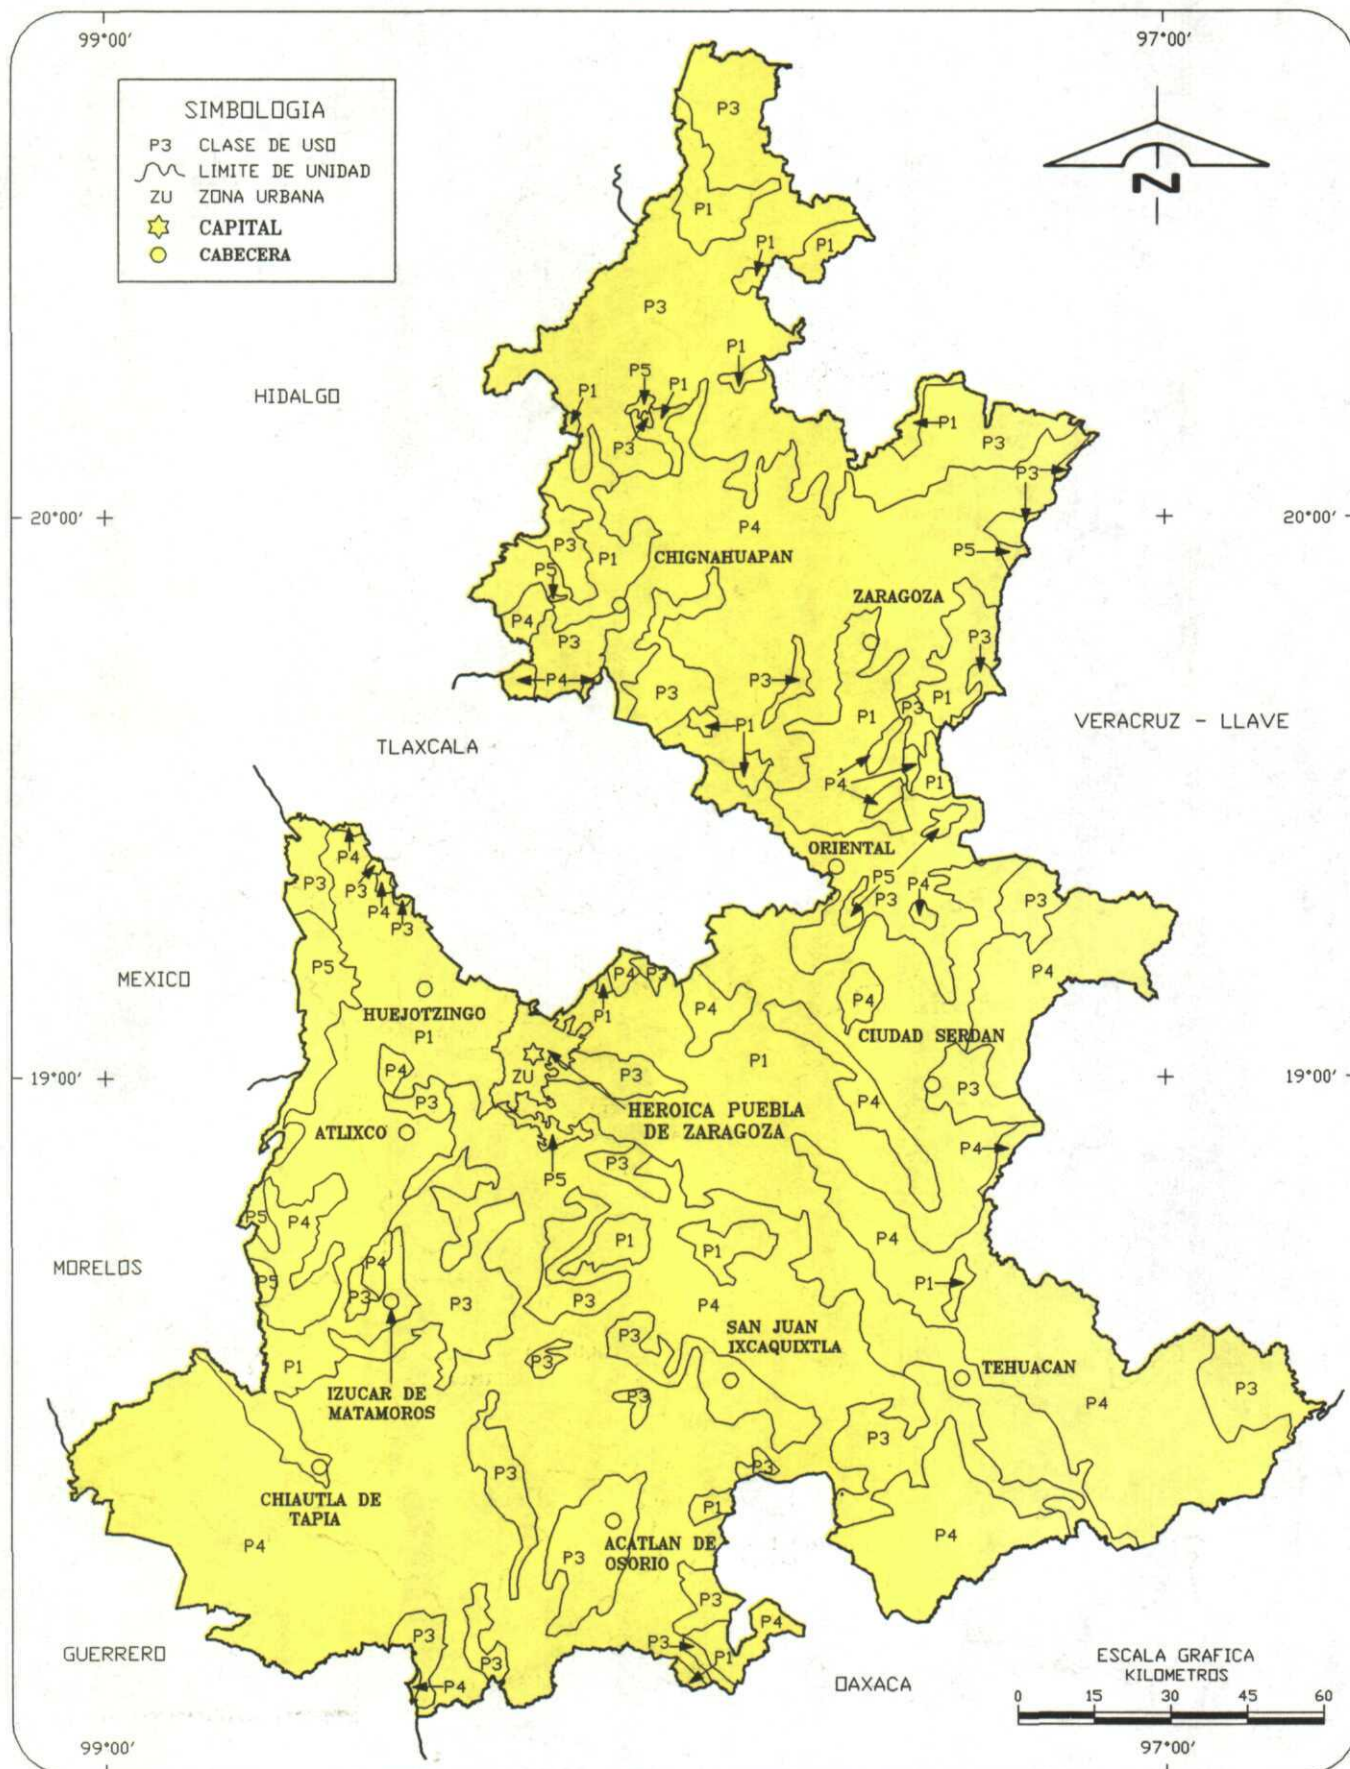 99°00'
97°00'
SIMBOLOGIA
P3 CLASE DE USO
LIMITE DE UNIDAD
ZU ZONA URBANA
CAPITAL
CABECERA
N
P3
P1
P1
P1
P3
P1
P5
P1
P1
HIDALGO
P3
P1
P3
P3
20°00'
20°00'
P4
P3
P1
CHIGNAHUAPAN
P5
P5
ZARAGOZA
P4
P3
P3
P4
P3
P3
P1
P3
P1
P1
VERACRUZ - LLAVE
TLAXCALA
P4
P1
ORIENTAL
P4
P3
P3
P5
P4
P4
P3
P3
P3
P5
P4
P3
P4
MEXICO
P4
P4
P1
HUEJOTZINGO
CIUDAD SERDAN
P1
P1
19°00'
19°00'
P4
ZU
P3
P3
P3
P4
HEROICA PUEBLA
DE ZARAGOZA
ATLIXCO
P4
P3
P5
P5
P4
P4
P1
P1
MORELOS
P4
P5
P1
P3
P3
P3
P4
SAN JUAN
IXCAQUIXTLA
P3
P3
P1
TEHUACAN
IZUCAR DE
MATAMOROS
P3
P4
P3
P3
P3
P3
CHIAUTLA DE
TAPIA
P1
P4
ACATLAN DE
OSORIO
P4
P3
P3
P4
P3
P3
P3
P1
GUERRERO
P4
OAXACA
ESCALA GRAFICA
KILOMETROS
0 15 30 45 60
99°00'
97°00'